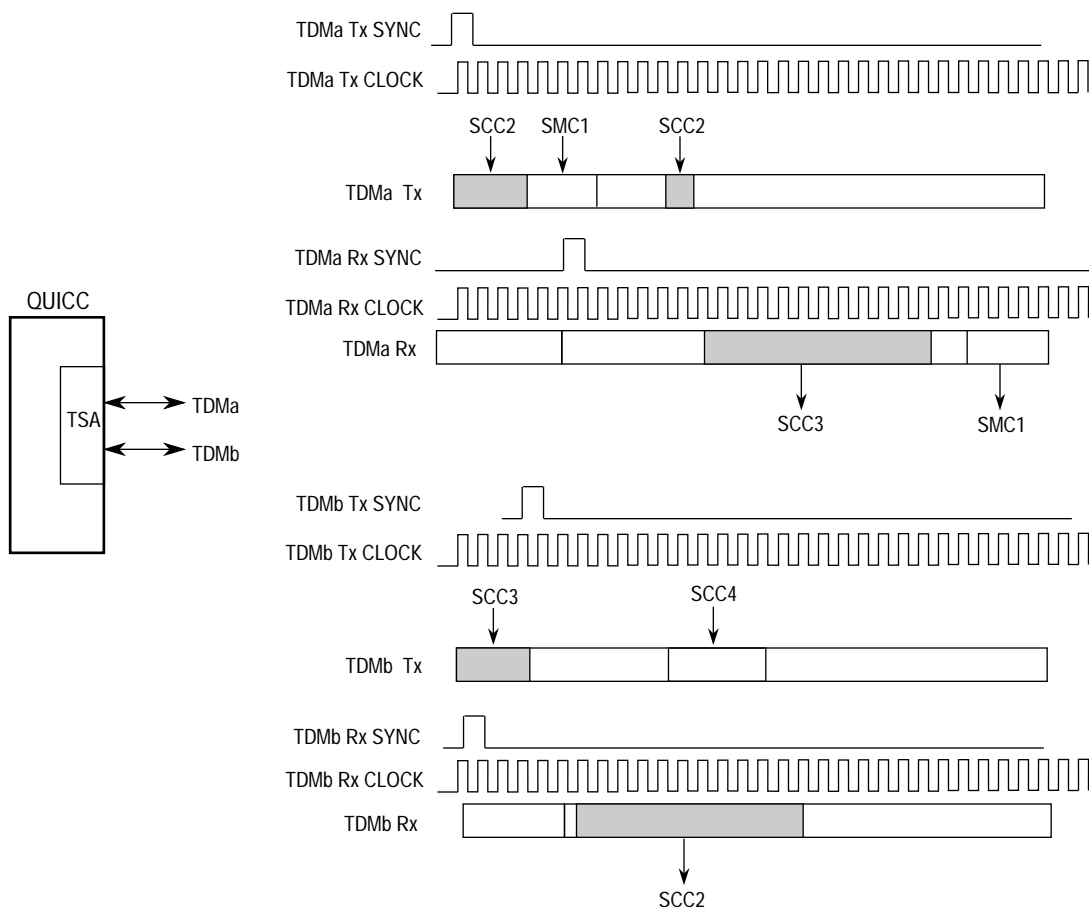 TDMa Tx SYNC
TDMa Tx CLOCK
SCC2 SMC1 SCC2
TDMa Tx
TDMa Rx SYNC
QUICC
TDMa Rx CLOCK
TDMa Rx
TSA
TDMa
SCC3 SMC1
TDMb
TDMb Tx SYNC
TDMb Tx CLOCK
SCC3 SCC4
TDMb Tx
TDMb Rx SYNC
TDMb Rx CLOCK
TDMb Rx
SCC2